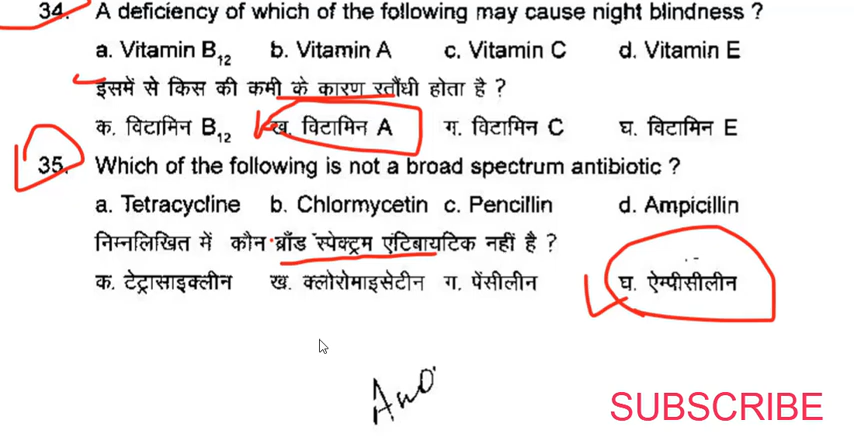 34. A deficiency of which of the following may cause night blindness ?
a. Vitamin B12 b. Vitamin A c. Vitamin C d. Vitamin E
इसमें से किस की कमी के कारण रतौंधी होता है ?
क. विटामिन B12 ख. विटामिन A ग. विटामिन C घ. विटामिन E
35. Which of the following is not a broad spectrum antibiotic ?
a. Tetracycline b. Chlormycetin c. Pencillin d. Ampicillin
निम्नलिखित में कौन ब्रॉड स्पेक्ट्रम एंटिबायटिक नहीं है ?
क. टेट्रासाइक्लीन ख. क्लोरोमाइसेटीन ग. पेंसीलीन घ. ऐम्पीसीलीन
SUBSCRIBE